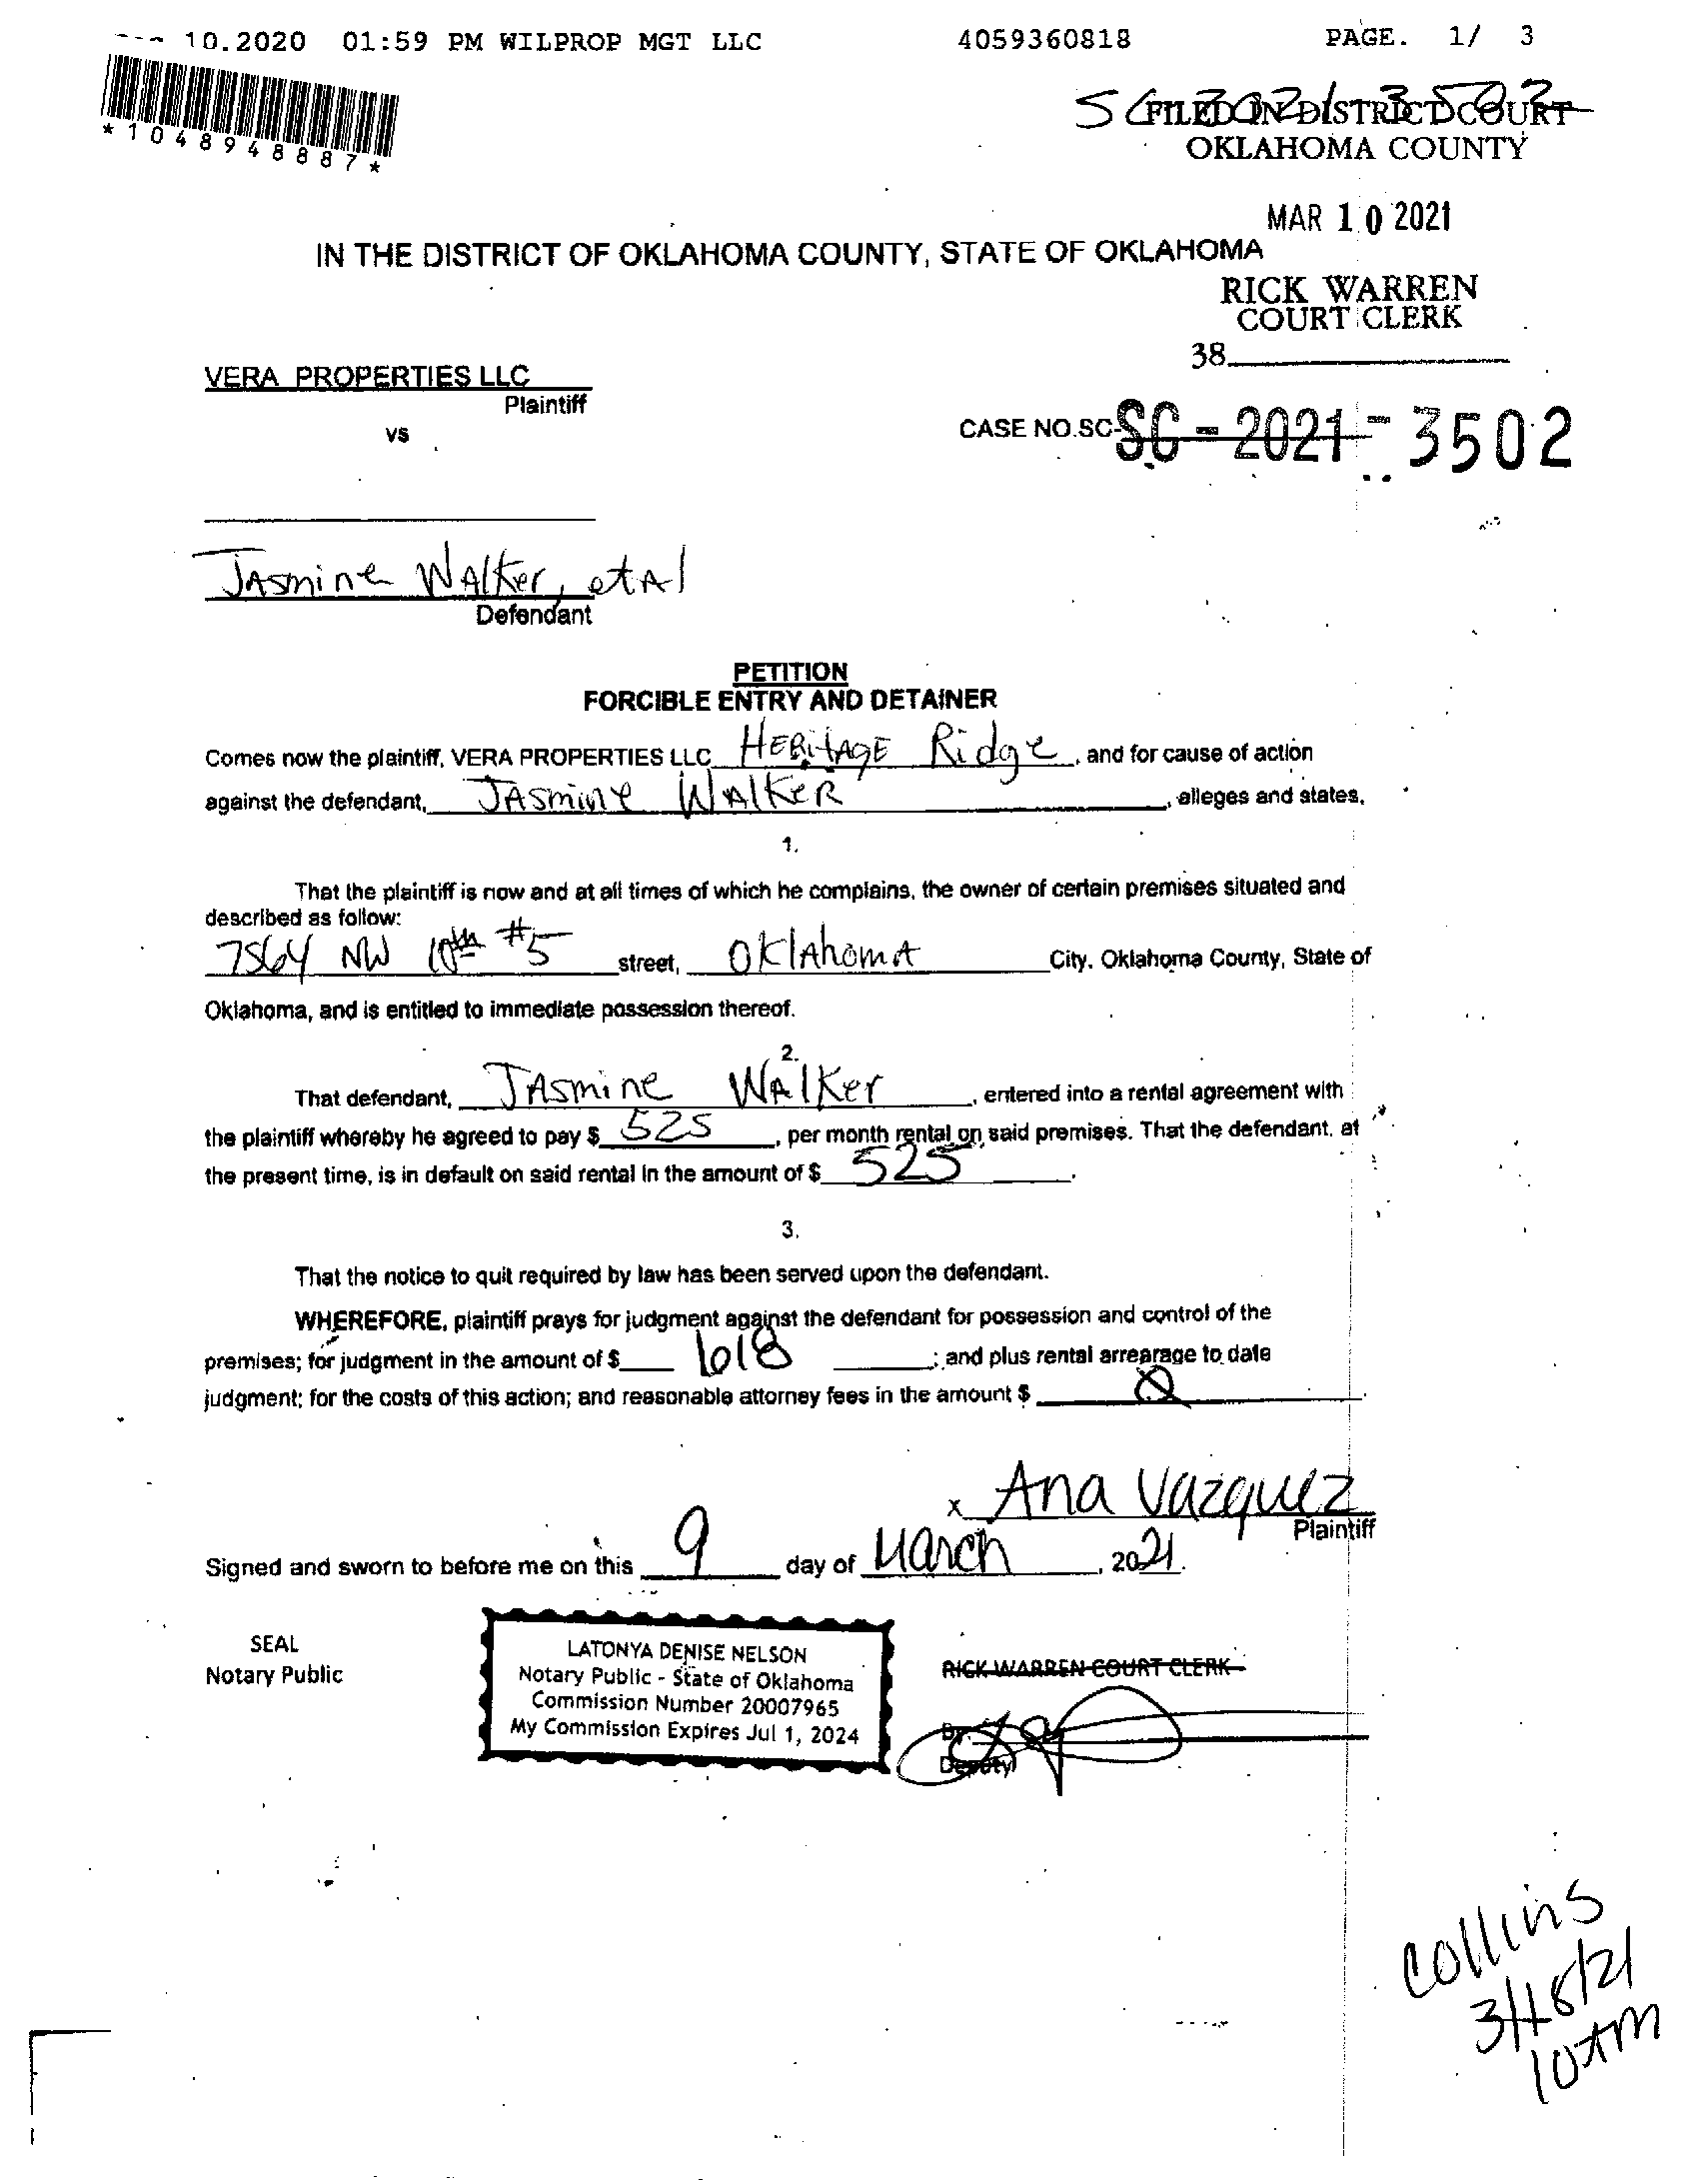 10.2020 01:59 PM WILPROP MGT LLC 4059360818 PAGE. 1/ 3
*1048948887*
FILED IN DISTRICT COURT
OKLAHOMA COUNTY
MAR 10 2021
IN THE DISTRICT OF OKLAHOMA COUNTY, STATE OF OKLAHOMA
RICK WARREN
COURT CLERK
38
VERA PROPERTIES LLC
Plaintiff
vs
CASE NO.SC-SC-2021-3502
Jasmine Walker, et Al
Defendant
PETITION
FORCIBLE ENTRY AND DETAINER
Comes now the plaintiff, VERA PROPERTIES LLC HERitAGE Ridge, and for cause of action
against the defendant, JAsmine WAlKeR, alleges and states,
1.
That the plaintiff is now and at all times of which he complains, the owner of certain premises situated and
described as follow:
7564 NW 10th #5 street, OKlAhomA City, Oklahoma County, State of
Oklahoma, and is entitled to immediate possession thereof.
2.
That defendant, JAsmine WAlKer, entered into a rental agreement with
the plaintiff whereby he agreed to pay $ 525, per month rental on said premises. That the defendant, at
the present time, is in default on said rental in the amount of $ 525.
3.
That the notice to quit required by law has been served upon the defendant.
WHEREFORE, plaintiff prays for judgment against the defendant for possession and control of the
premises; for judgment in the amount of $ 618; and plus rental arrearage to date
judgment; for the costs of this action; and reasonable attorney fees in the amount $ 0
x Ana Vazquez
Plaintiff
Signed and sworn to before me on this 9 day of March, 2021.
SEAL
Notary Public
LATONYA DENISE NELSON
Notary Public - State of Oklahoma
Commission Number 20007965
My Commission Expires Jul 1, 2024
RICK WARREN COURT CLERK
By:
Deputy
Collins
3/18/21
10 AM